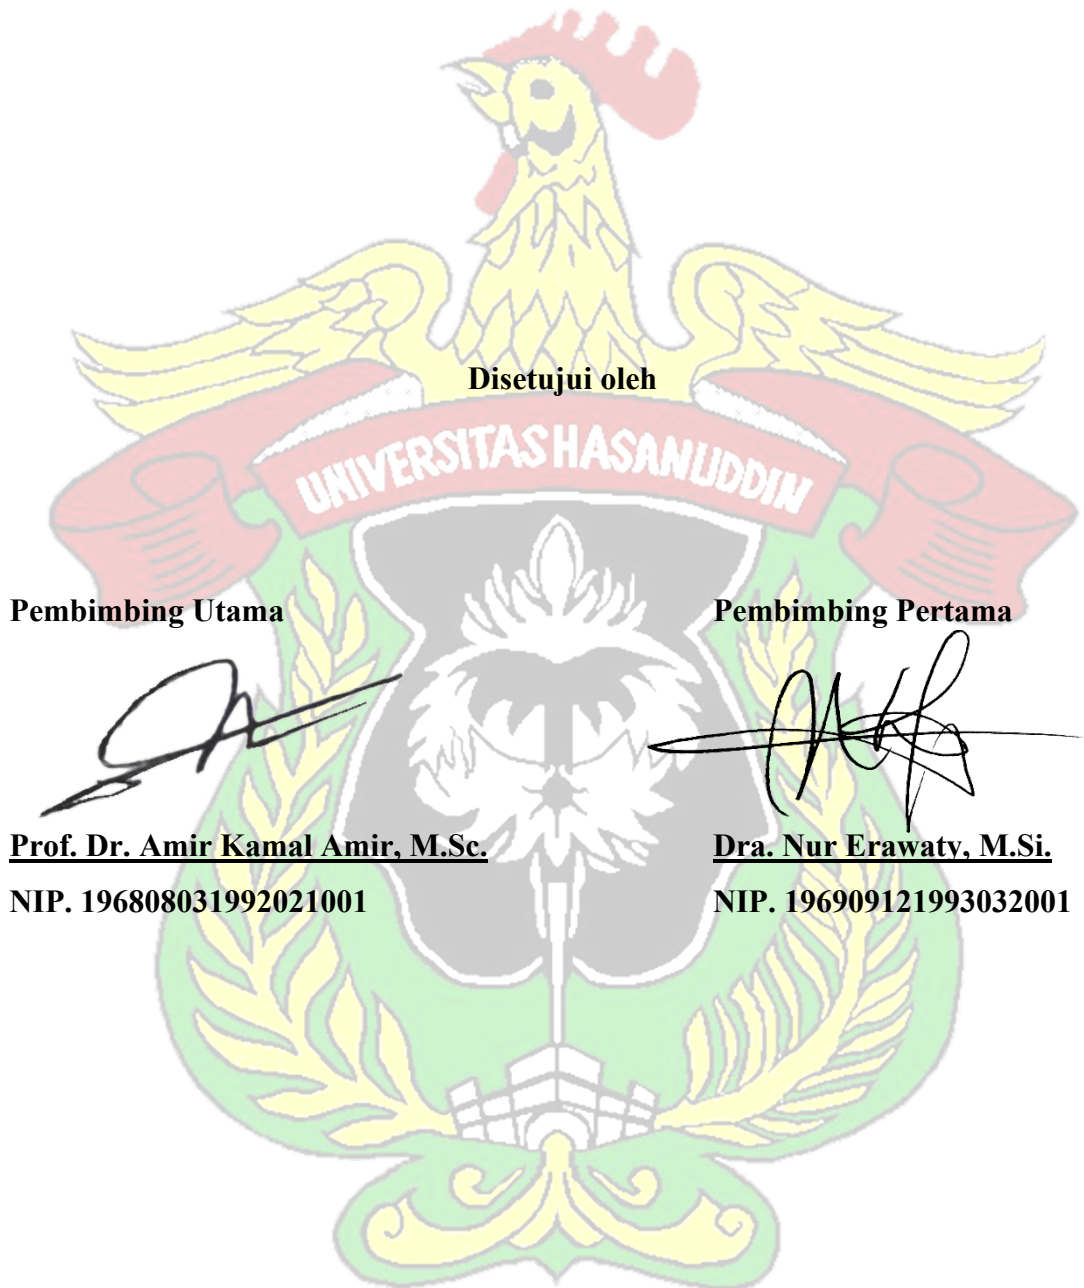 Disetujui oleh
UNIVERSITAS HASANUDDIN
Pembimbing Utama
Pembimbing Pertama
Prof. Dr. Amir Kamal Amir, M.Sc.
Dra. Nur Erawaty, M.Si.
NIP. 196808031992021001
NIP. 196909121993032001